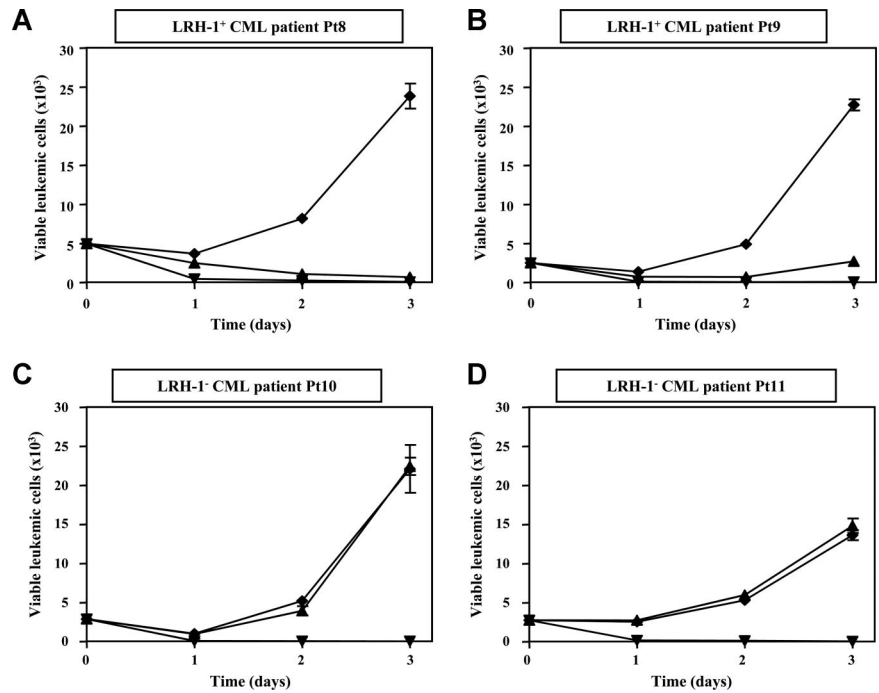 A
LRH-1⁺ CML patient Pt8
Viable leukemic cells (x10³)
30
25
20
15
10
5
0
0 1 2 3
Time (days)
B
LRH-1⁺ CML patient Pt9
Viable leukemic cells (x10³)
30
25
20
15
10
5
0
0 1 2 3
Time (days)
C
LRH-1⁻ CML patient Pt10
Viable leukemic cells (x10³)
30
25
20
15
10
5
0
0 1 2 3
Time (days)
D
LRH-1⁻ CML patient Pt11
Viable leukemic cells (x10³)
30
25
20
15
10
5
0
0 1 2 3
Time (days)